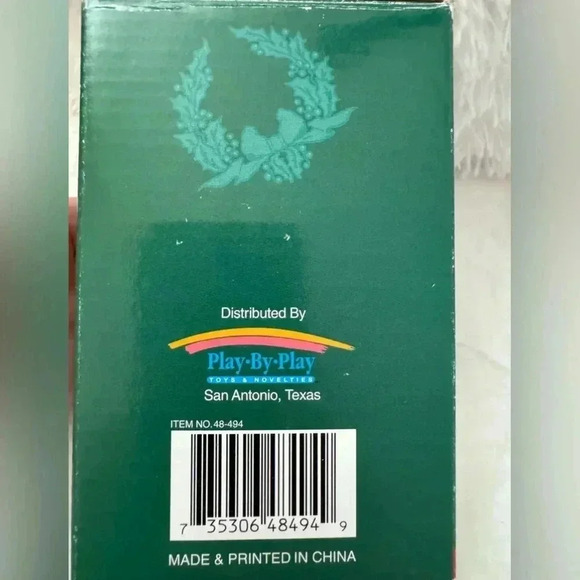 Distributed By
Play-By-Play
TOYS & NOVELTIES
San Antonio, Texas
ITEM NO. 48-494
7 35306 48494 9
MADE & PRINTED IN CHINA